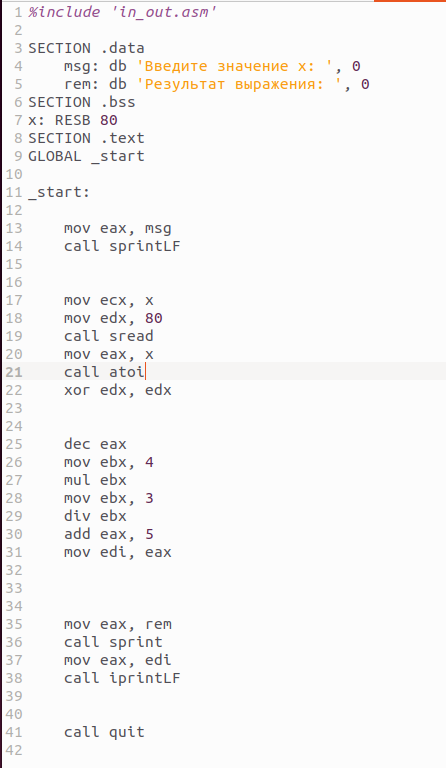 1 %include 'in_out.asm'
2
3 SECTION .data
4     msg: db 'Введите значение x: ', 0
5     rem: db 'Результат выражения: ', 0
6 SECTION .bss
7 x: RESB 80
8 SECTION .text
9 GLOBAL _start
10
11 _start:
12
13     mov eax, msg
14     call sprintLF
15
16
17     mov ecx, x
18     mov edx, 80
19     call sread
20     mov eax, x
21     call atoi
22     xor edx, edx
23
24
25     dec eax
26     mov ebx, 4
27     mul ebx
28     mov ebx, 3
29     div ebx
30     add eax, 5
31     mov edi, eax
32
33
34
35     mov eax, rem
36     call sprint
37     mov eax, edi
38     call iprintLF
39
40
41     call quit
42